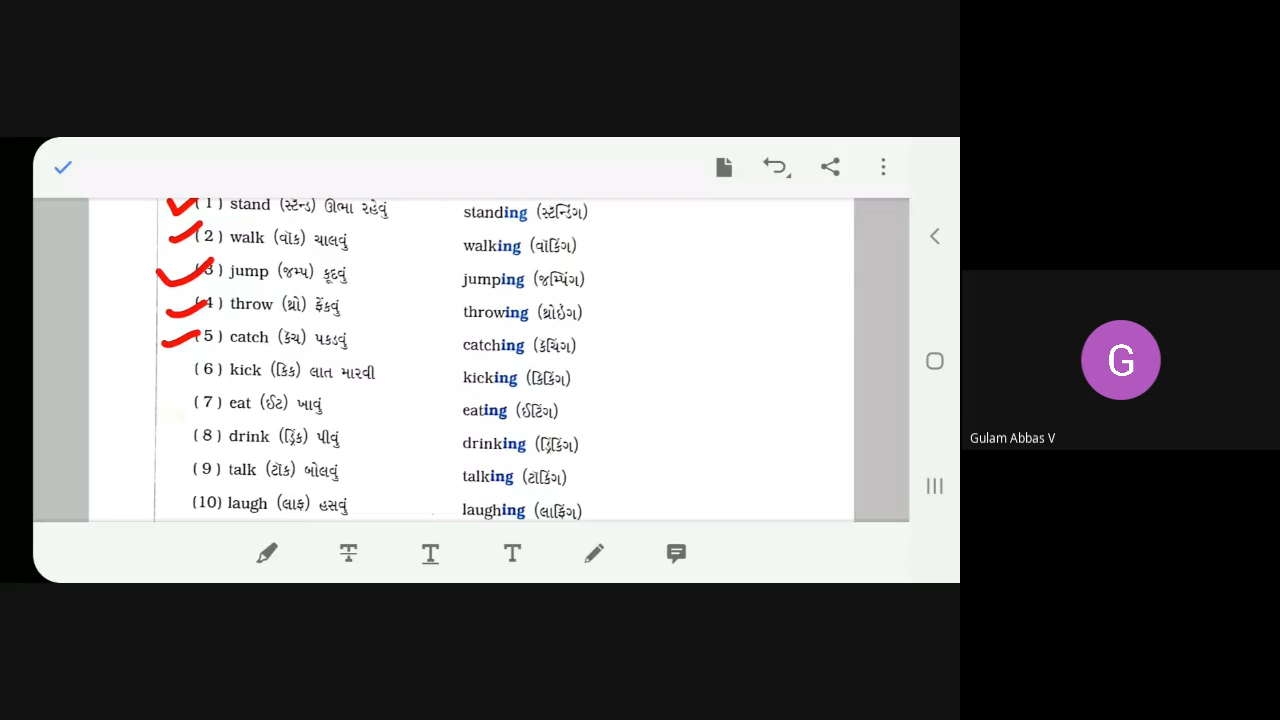 (1) stand (સ્ટૅન્ડ) ઊભા રહેવું standing (સ્ટૅન્ડિંગ)
(2) walk (વૉક) ચાલવું walking (વૉકિંગ)
(3) jump (જમ્પ) કૂદવું jumping (જમ્પિંગ)
(4) throw (થ્રો) ફેંકવું throwing (થ્રોઇંગ)
(5) catch (કૅચ) પકડવું catching (કૅચિંગ)
(6) kick (કિક) લાત મારવી kicking (કિકિંગ)
(7) eat (ઈટ) ખાવું eating (ઈટિંગ)
(8) drink (ડ્રિંક) પીવું drinking (ડ્રિંકિંગ)
(9) talk (ટૉક) બોલવું talking (ટૉકિંગ)
(10) laugh (લાફ) હસવું laughing (લાફિંગ)
G
Gulam Abbas V